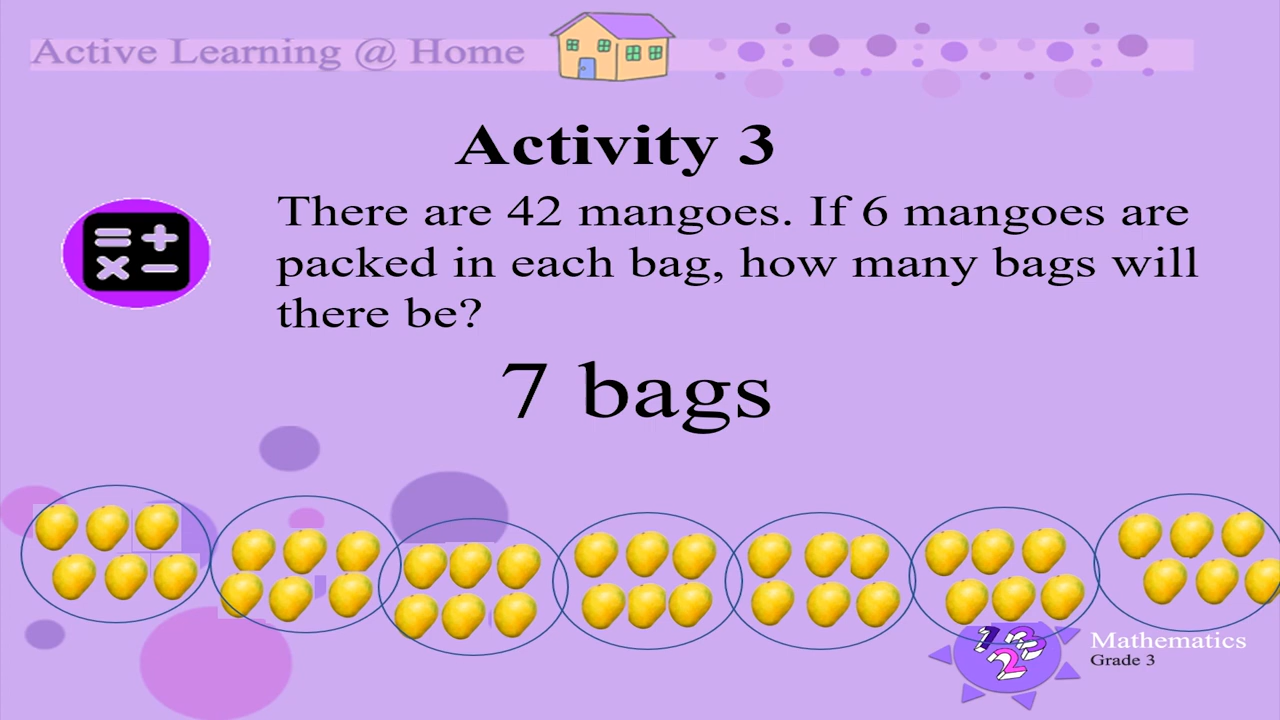 Active Learning @ Home
Activity 3
There are 42 mangoes. If 6 mangoes are
packed in each bag, how many bags will
there be?
7 bags
Mathematics
Grade 3